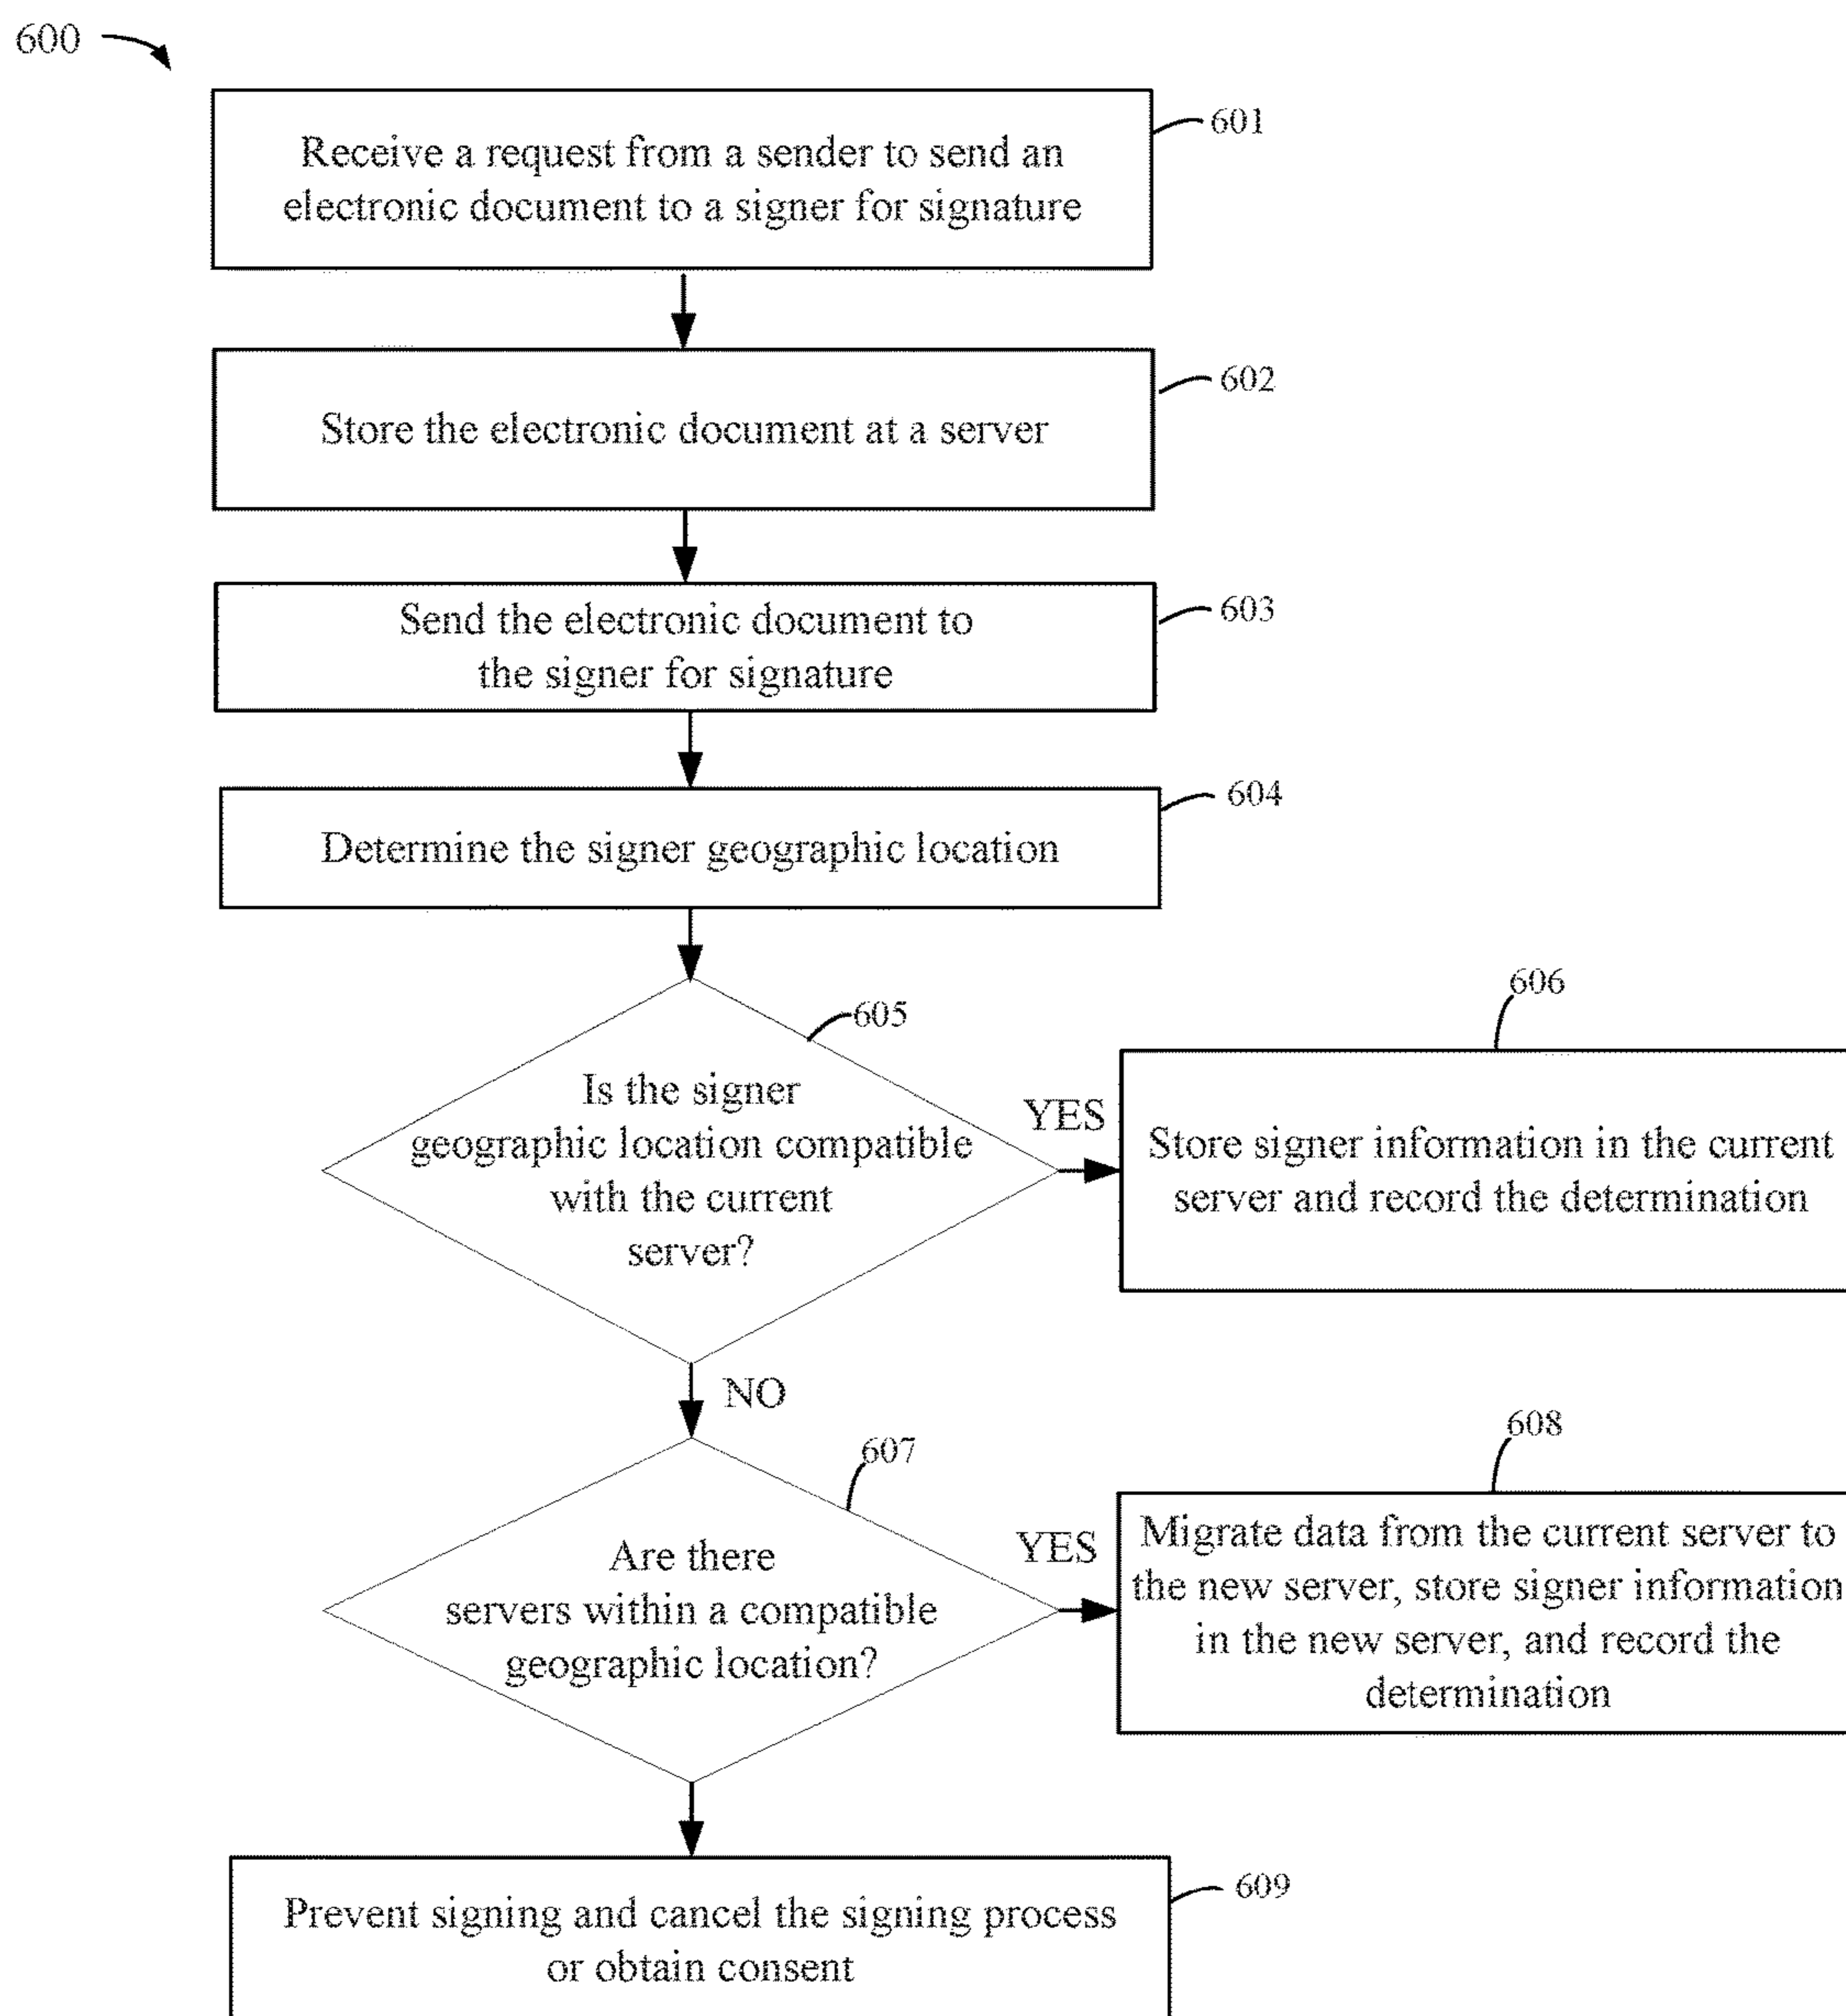 600
601
Receive a request from a sender to send an
electronic document to a signer for signature
602
Store the electronic document at a server
603
Send the electronic document to
the signer for signature
604
Determine the signer geographic location
605
Is the signer
geographic location compatible
with the current
server?
YES
606
Store signer information in the current
server and record the determination
NO
607
Are there
servers within a compatible
geographic location?
YES
608
Migrate data from the current server to
the new server, store signer information
in the new server, and record the
determination
609
Prevent signing and cancel the signing process
or obtain consent